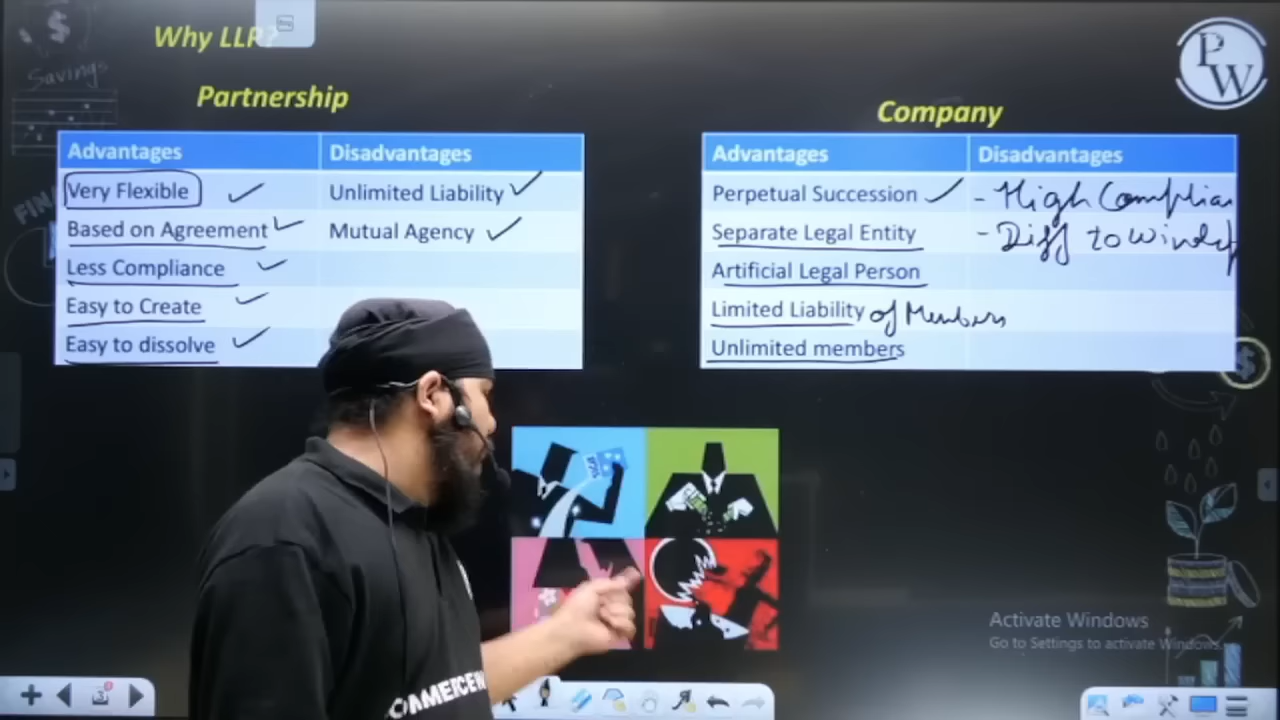 Why LLP?
Savings
Partnership
Company
PW
Advantages Disadvantages
Very Flexible Unlimited Liability
Based on Agreement Mutual Agency
Less Compliance
Easy to Create
Easy to dissolve
Advantages Disadvantages
Perpetual Succession - High Complian
Separate Legal Entity - Diff to Windup
Artificial Legal Person
Limited Liability of Members
Unlimited members
Activate Windows
Go to Settings to activate Windows.